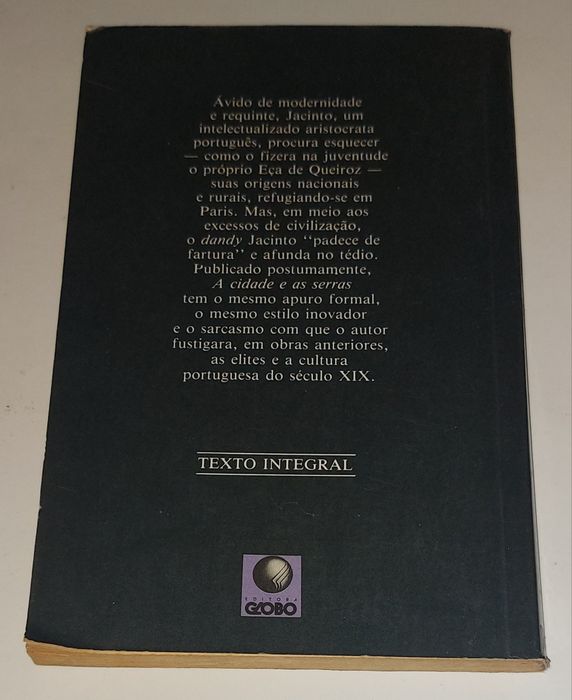 Ávido de modernidade
e requinte, Jacinto, um
intelectualizado aristocrata
português, procura esquecer
— como o fizera na juventude
o próprio Eça de Queiroz —
suas origens nacionais
e rurais, refugiando-se em
Paris. Mas, em meio aos
excessos de civilização,
o dandy Jacinto "padece de
fartura" e afunda no tédio.
Publicado postumamente,
A cidade e as serras
tem o mesmo apuro formal,
o mesmo estilo inovador
e o sarcasmo com que o autor
fustigara, em obras anteriores,
as elites e a cultura
portuguesa do século XIX.
TEXTO INTEGRAL
EDITORA
GLOBO